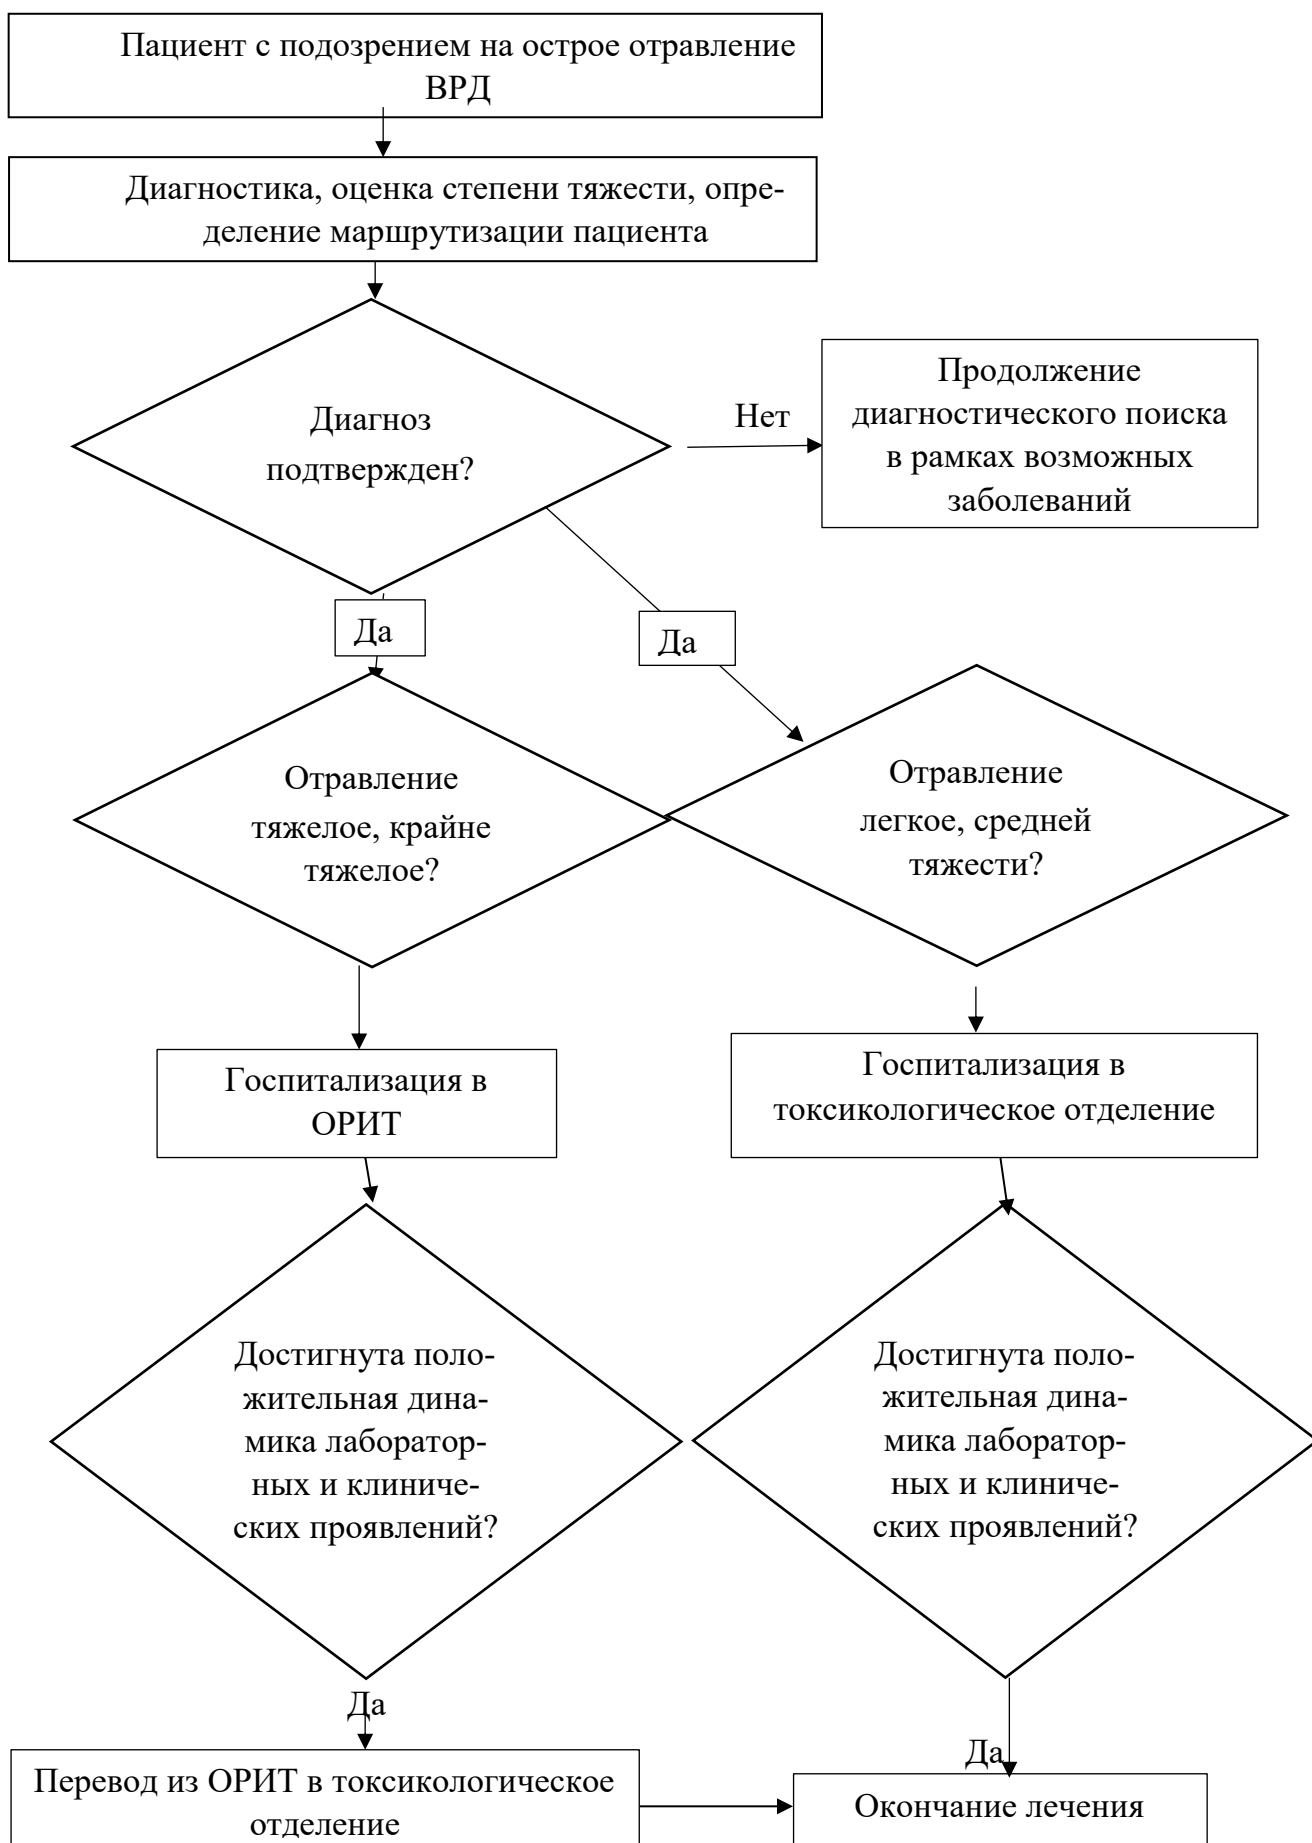 Пациент с подозрением на острое отравление
ВРД
Диагностика, оценка степени тяжести, опре-
деление маршрутизации пациента
Диагноз
подтвержден?
Нет
Продолжение
диагностического поиска
в рамках возможных
заболеваний
Да
Да
Отравление
тяжелое, крайне
тяжелое?
Отравление
легкое, средней
тяжести?
Госпитализация в
ОРИТ
Госпитализация в
токсикологическое отделение
Достигнута поло-
жительная дина-
мика лаборатор-
ных и клиниче-
ских проявлений?
Достигнута поло-
жительная дина-
мика лаборатор-
ных и клиниче-
ских проявлений?
Да
Да
Перевод из ОРИТ в токсикологическое
отделение
Окончание лечения